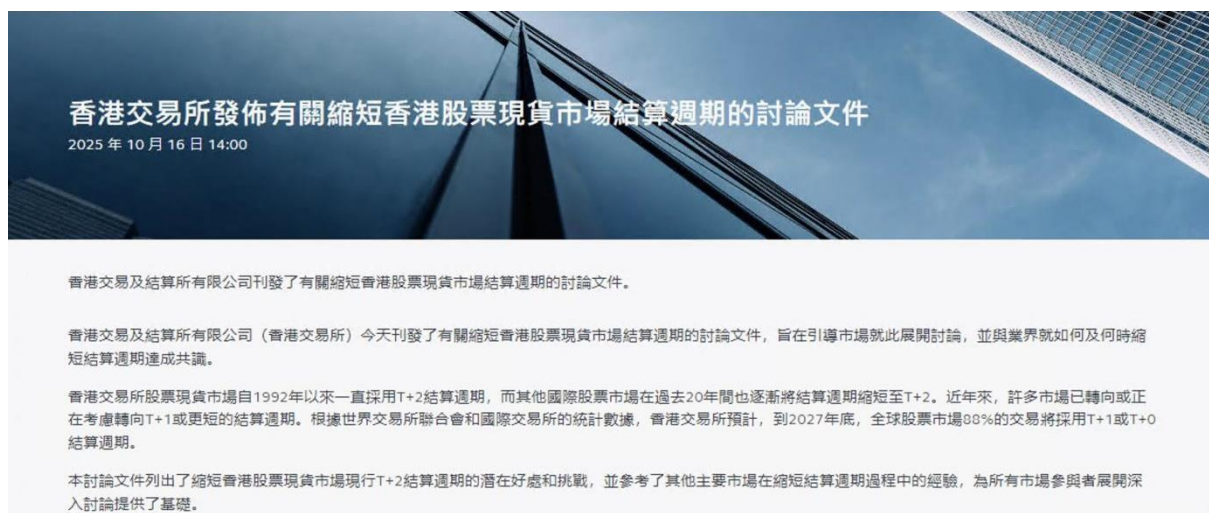 香港交易所發佈有關縮短香港股票現貨市場結算週期的討論文件
2025 年 10 月 16 日 14:00
香港交易及結算所有限公司刊發了有關縮短香港股票現貨市場結算週期的討論文件。
香港交易及結算所有限公司（香港交易所）今天刊發了有關縮短香港股票現貨市場結算週期的討論文件，旨在引導市場就此展開討論，並與業界就如何及何時縮
短結算週期達成共識。
香港交易所股票現貨市場自1992年以來一直採用T+2結算週期，而其他國際股票市場在過去20年間也逐漸將結算週期縮短至T+2。近年來，許多市場已轉向或正
在考慮轉向T+1或更短的結算週期。根據世界交易所聯合會和國際交易所的統計數據，香港交易所預計，到2027年底，全球股票市場88%的交易將採用T+1或T+0
結算週期。
本討論文件列出了縮短香港股票現貨市場現行T+2結算週期的潛在好處和挑戰，並參考了其他主要市場在縮短結算週期過程中的經驗，為所有市場參與者展開深
入討論提供了基礎。